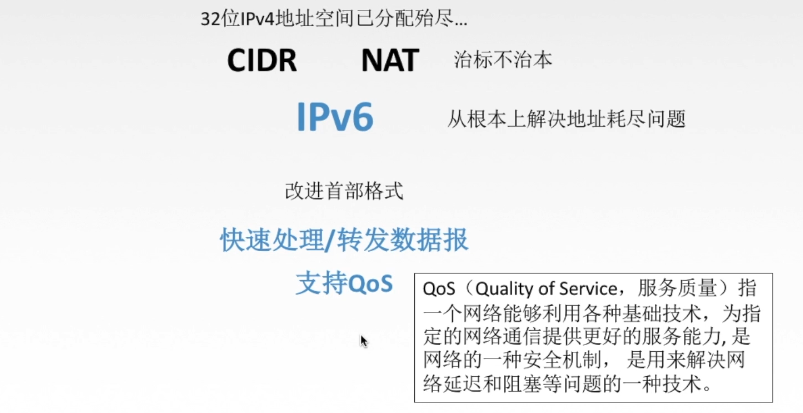 32位IPv4地址空间已分配殆尽...
CIDR NAT 治标不治本
IPv6 从根本上解决地址耗尽问题
改进首部格式
快速处理/转发数据报
支持QoS
QoS（Quality of Service，服务质量）指
一个网络能够利用各种基础技术，为指
定的网络通信提供更好的服务能力, 是
网络的一种安全机制， 是用来解决网
络延迟和阻塞等问题的一种技术。